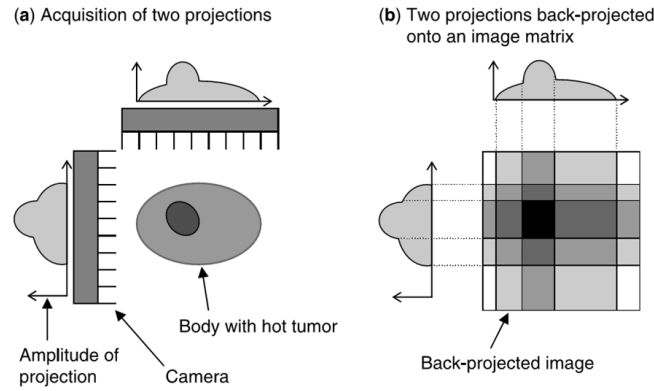 (a) Acquisition of two projections
(b) Two projections back-projected
onto an image matrix
Body with hot tumor
Amplitude of
projection
Camera
Back-projected image